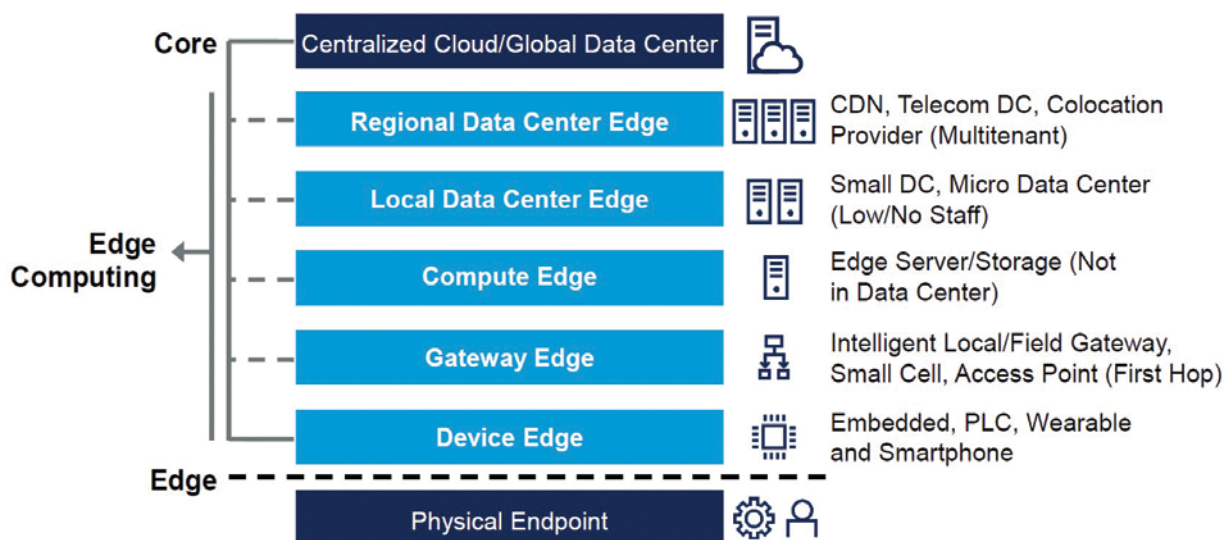 Core
Centralized Cloud/Global Data Center
Regional Data Center Edge
CDN, Telecom DC, Colocation
Provider (Multitenant)
Local Data Center Edge
Small DC, Micro Data Center
(Low/No Staff)
Edge
Computing
Compute Edge
Edge Server/Storage (Not
in Data Center)
Gateway Edge
Intelligent Local/Field Gateway,
Small Cell, Access Point (First Hop)
Device Edge
Embedded, PLC, Wearable
and Smartphone
Edge
Physical Endpoint